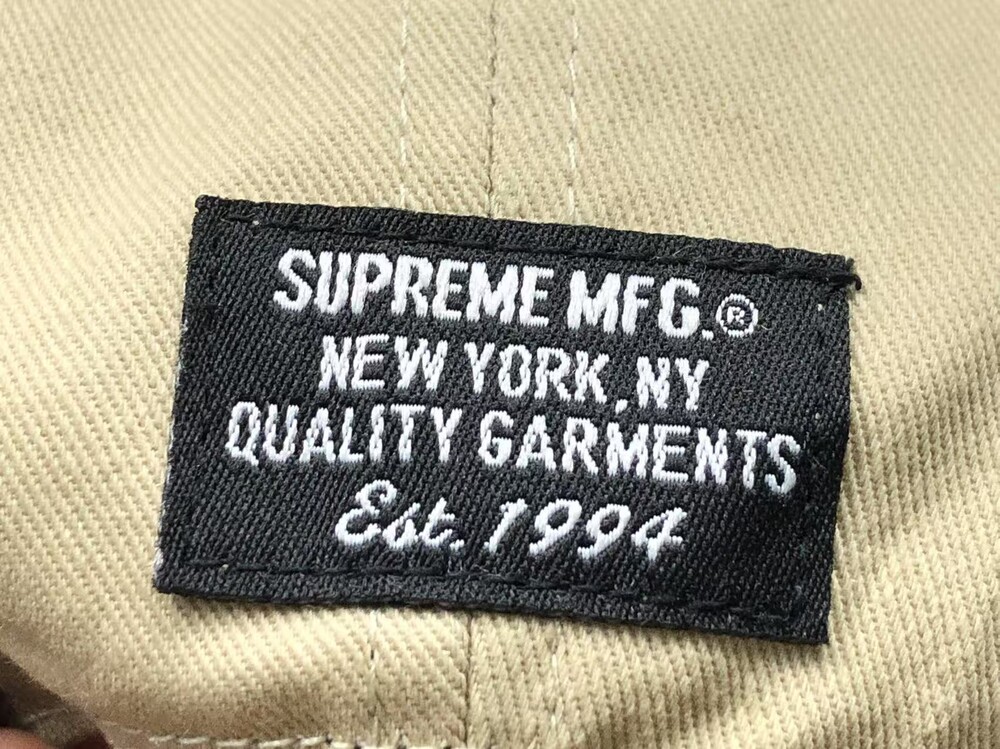 SUPREME MFG.®
NEW YORK, NY
QUALITY GARMENTS
Est. 1994